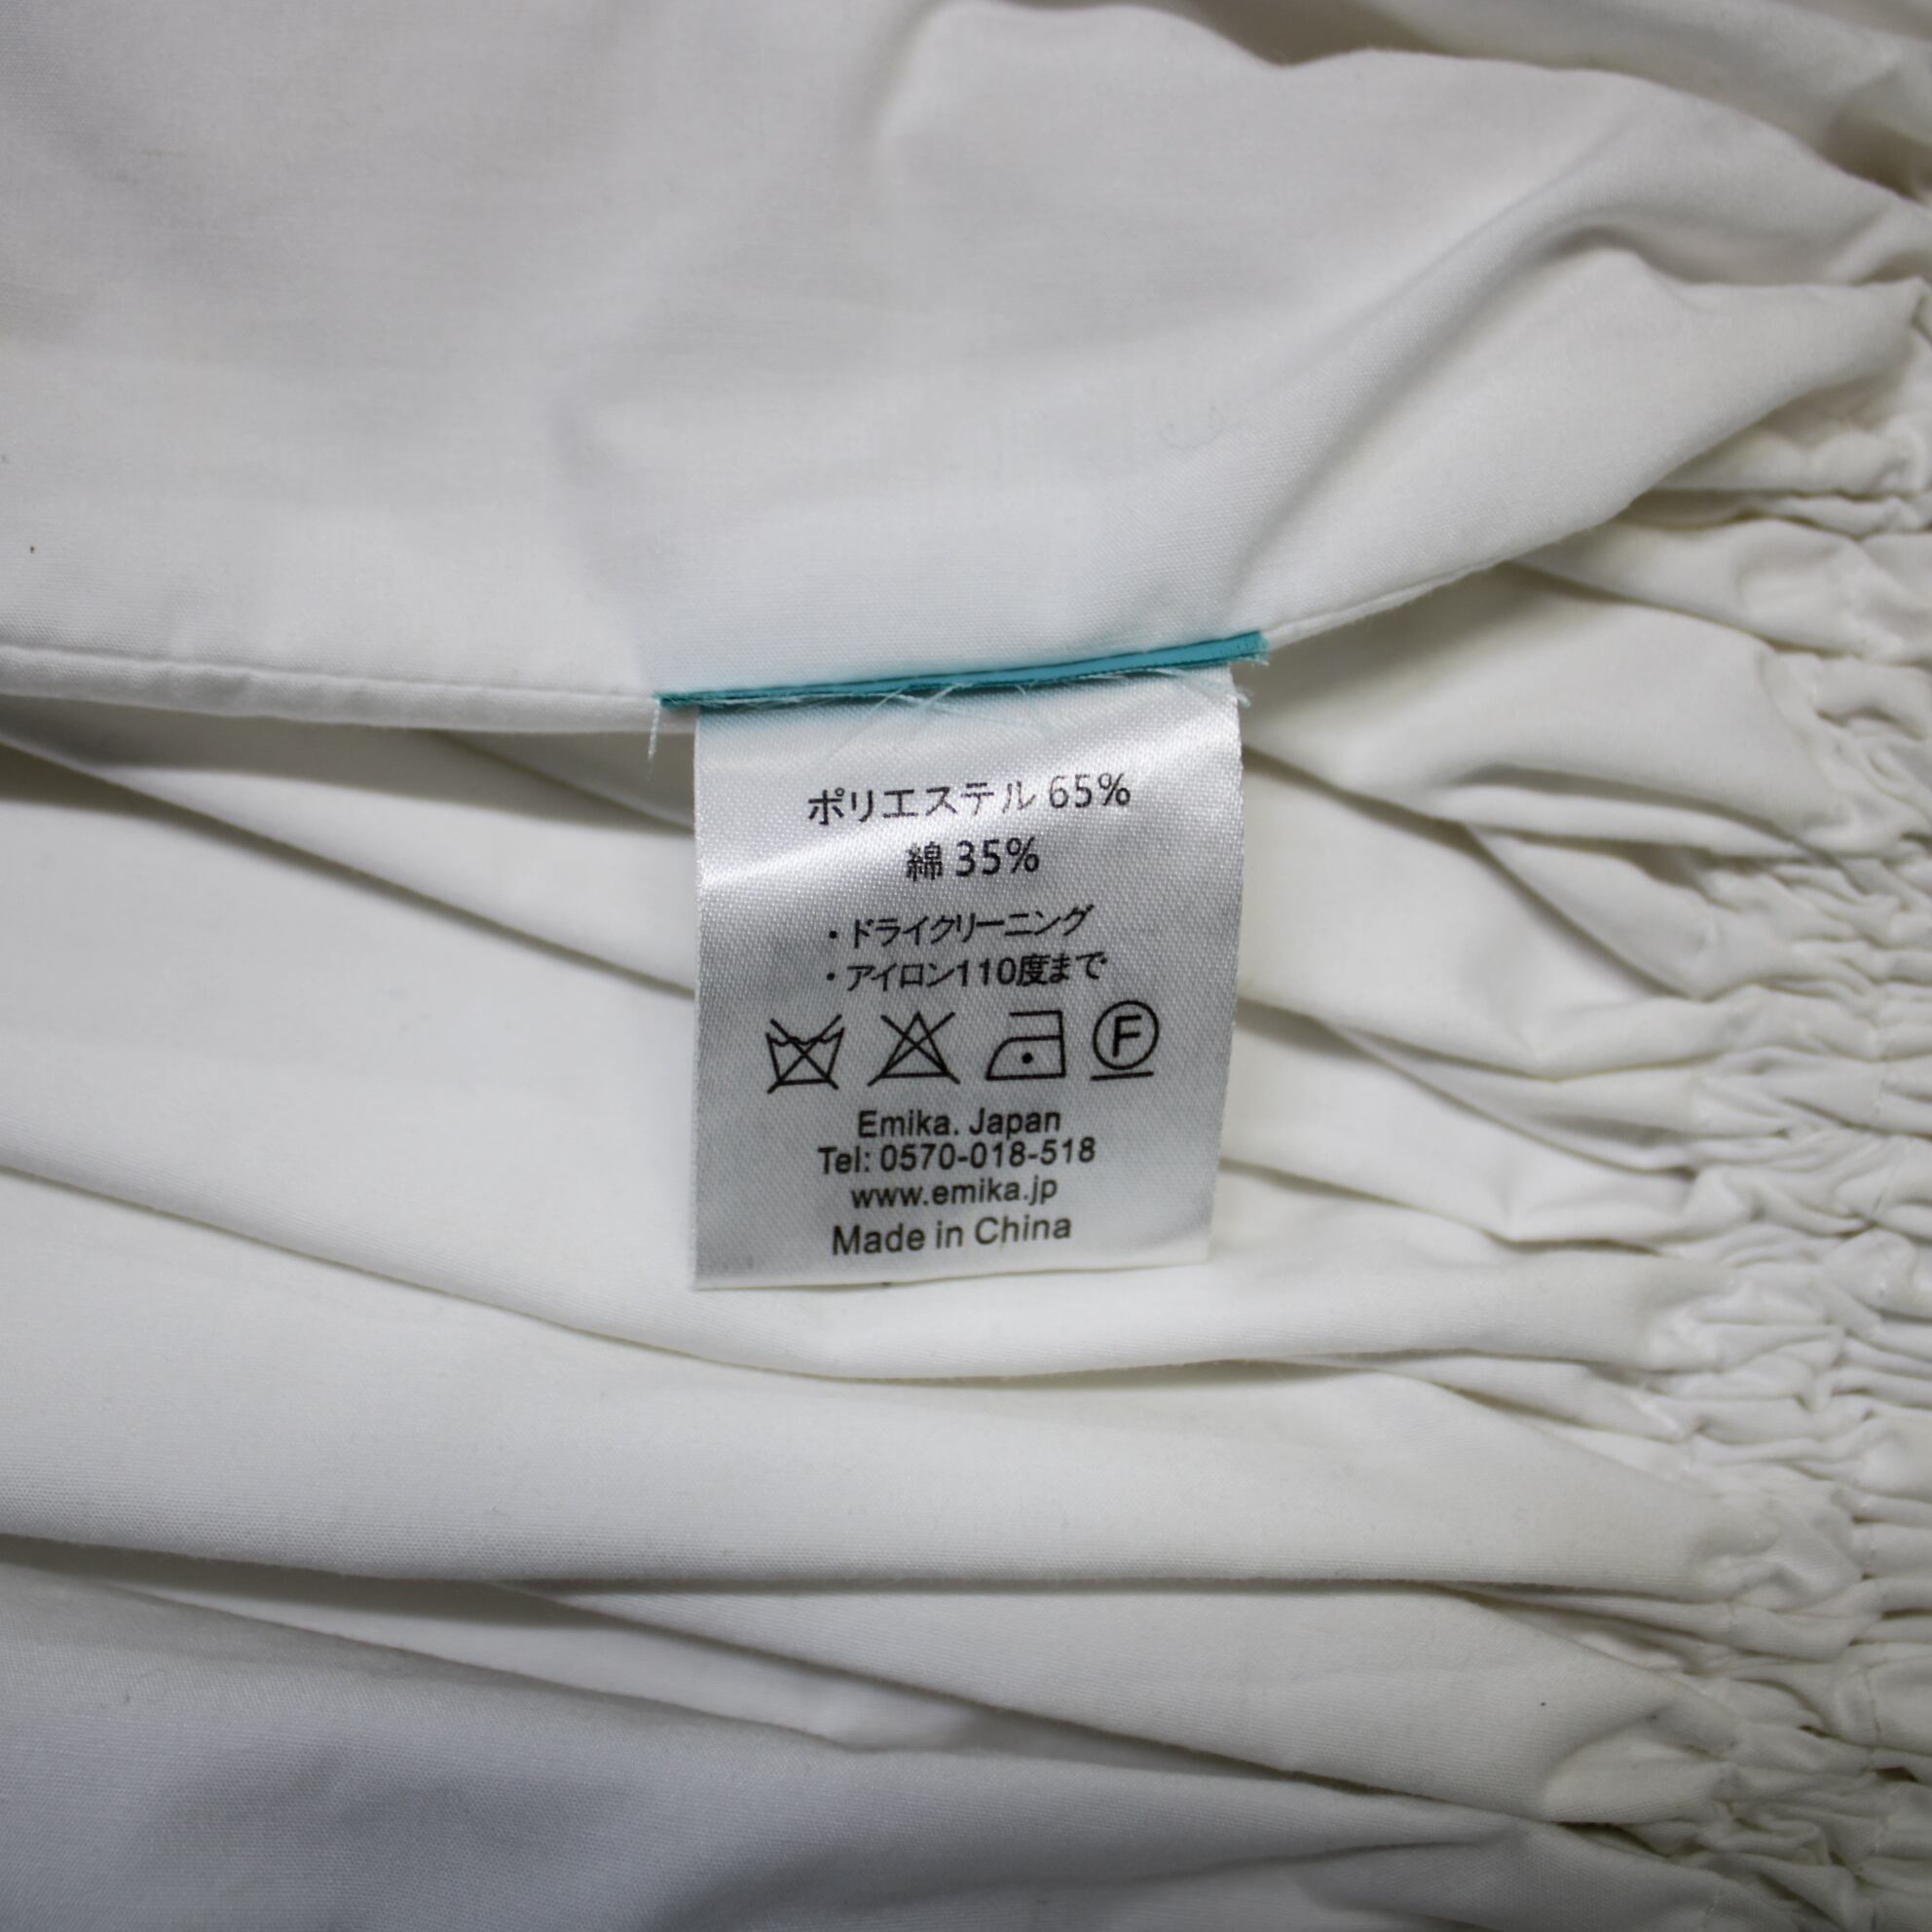 ポリエステル 65%
綿 35%
・ドライクリーニング
・アイロン110度まで
F
Emika. Japan
Tel: 0570-018-518
www.emika.jp
Made in China